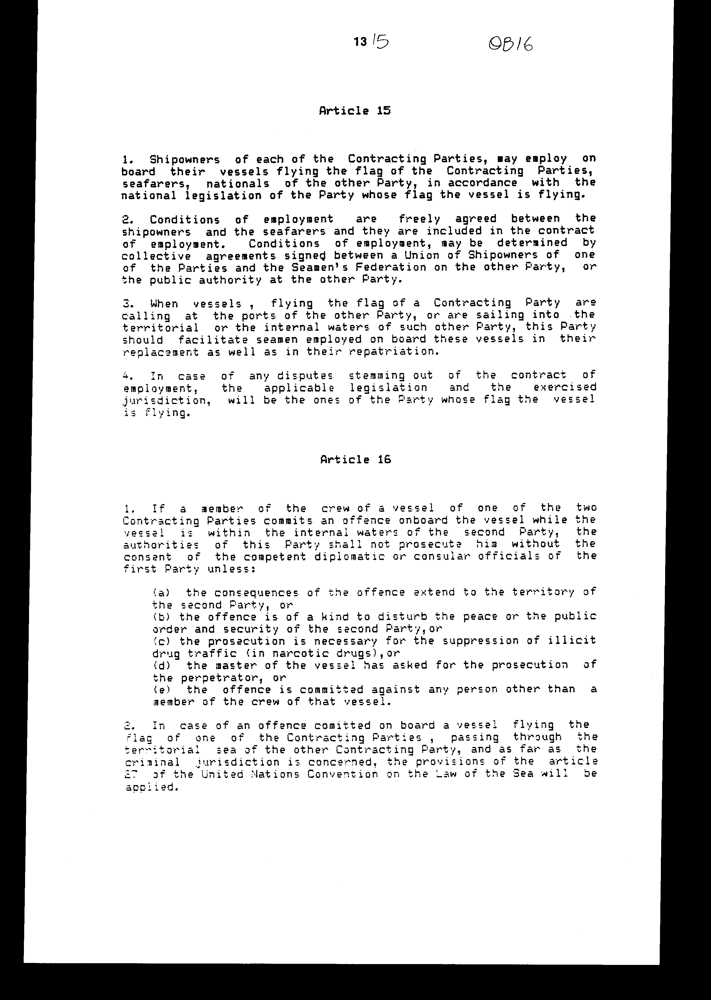 13 15 OB16
Article 15
1. Shipowners of each of the Contracting Parties, may employ on
board their vessels flying the flag of the Contracting Parties,
seafarers, nationals of the other Party, in accordance with the
national legislation of the Party whose flag the vessel is flying.
2. Conditions of employment are freely agreed between the
shipowners and the seafarers and they are included in the contract
of employment. Conditions of employment, may be determined by
collective agreements signed between a Union of Shipowners of one
of the Parties and the Seamen's Federation on the other Party, or
the public authority at the other Party.
3. When vessels , flying the flag of a Contracting Party are
calling at the ports of the other Party, or are sailing into the
territorial or the internal waters of such other Party, this Party
should facilitate seamen employed on board these vessels in their
replacement as well as in their repatriation.
4. In case of any disputes stemming out of the contract of
employment, the applicable legislation and the exercised
jurisdiction, will be the ones of the Party whose flag the vessel
is flying.
Article 16
1. If a member of the crew of a vessel of one of the two
Contracting Parties commits an offence onboard the vessel while the
vessel is within the internal waters of the second Party, the
authorities of this Party shall not prosecute him without the
consent of the competent diplomatic or consular officials of the
first Party unless:
(a) the consequences of the offence extend to the territory of
the second Party, or
(b) the offence is of a kind to disturb the peace or the public
order and security of the second Party,or
(c) the prosecution is necessary for the suppression of illicit
drug traffic (in narcotic drugs),or
(d) the master of the vessel has asked for the prosecution of
the perpetrator, or
(e) the offence is committed against any person other than a
member of the crew of that vessel.
2. In case of an offence comitted on board a vessel flying the
flag of one of the Contracting Parties , passing through the
territorial sea of the other Contracting Party, and as far as the
criminal jurisdiction is concerned, the provisions of the article
27 of the United Nations Convention on the Law of the Sea will be
applied.